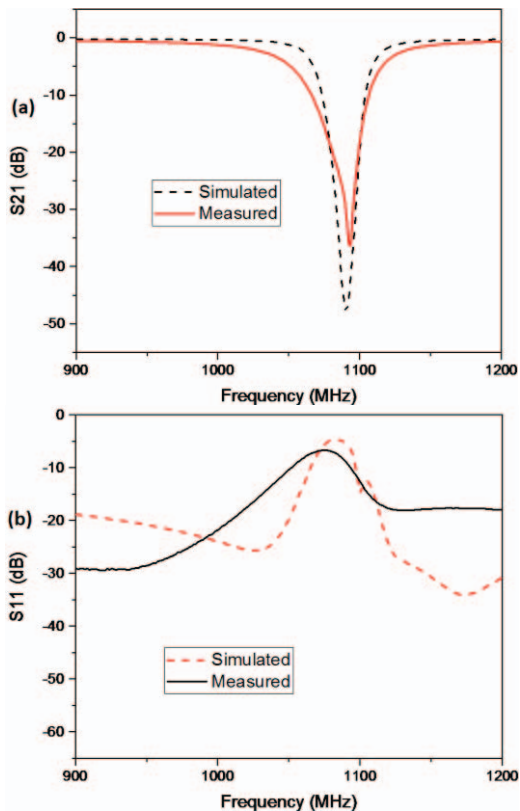 0
-10
-20
-30
-40
-50
(a)
S21 (dB)
Simulated
Measured
900
1000
1100
1200
Frequency (MHz)
0
-10
-20
-30
-40
-50
-60
(b)
S11 (dB)
Simulated
Measured
900
1000
1100
1200
Frequency (MHz)